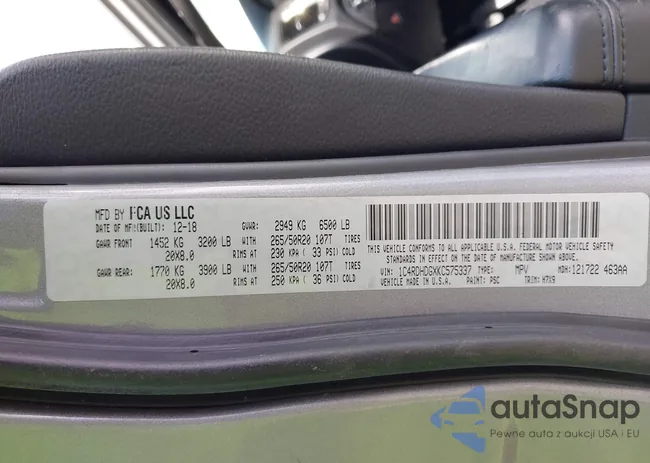 MFD BY FCA US LLC
DATE OF MFR(BUILT): 12-18 GVWR: 2949 KG 6500 LB
GAWR FRONT 1452 KG 3200 LB WITH 265/50R20 107T TIRES
20X8.0 RIMS AT 230 KPA ( 33 PSI) COLD
GAWR REAR: 1770 KG 3900 LB WITH 265/50R20 107T TIRES
20X8.0 RIMS AT 250 KPA ( 36 PSI) COLD
THIS VEHICLE CONFORMS TO ALL APPLICABLE U.S.A. FEDERAL MOTOR VEHICLE SAFETY
STANDARDS IN EFFECT ON THE DATE OF MANUFACTURE SHOWN ABOVE.
VIN: 1C4RDHDGXKC575337 TYPE: MPV MDH:121722 463AA
VEHICLE MADE IN U.S.A. PAINT: PSC TRIM: H7X9
autaSnap
Pewne auta z aukcji USA i EU